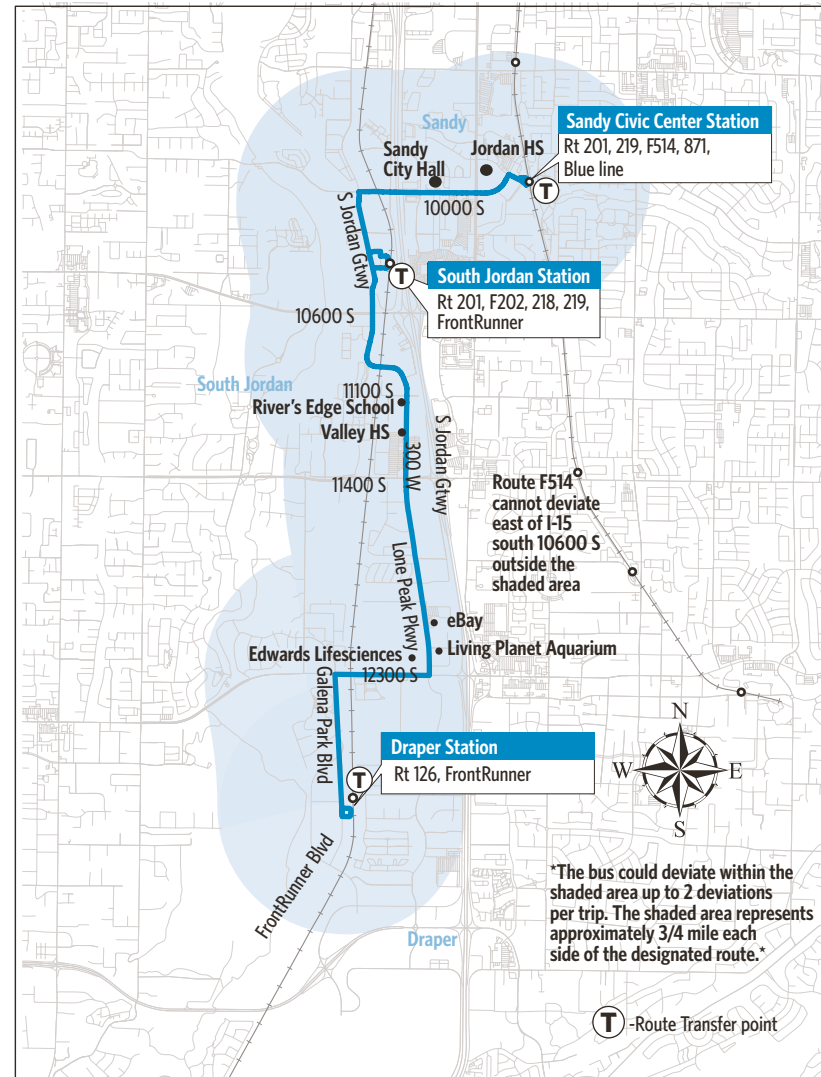 Sandy
Sandy Civic Center Station
Rt 201, 219, F514, 871,
Blue line
Jordan HS
Sandy
City Hall
T
10000 S
S Jordan Gtwy
T
South Jordan Station
Rt 201, F202, 218, 219,
FrontRunner
10600 S
South Jordan
11100 S
River's Edge School
Valley HS
300 W
S Jordan Gtwy
11400 S
Route F514
cannot deviate
east of I-15
south 10600 S
outside the
shaded area
Lone Peak Pkwy
eBay
Living Planet Aquarium
Edwards Lifesciences
12300 S
Galena Park Blvd
Draper Station
Rt 126, FrontRunner
T
N
W
E
S
FrontRunner Blvd
*The bus could deviate within the
shaded area up to 2 deviations
per trip. The shaded area represents
approximately 3/4 mile each
side of the designated route.*
Draper
T -Route Transfer point